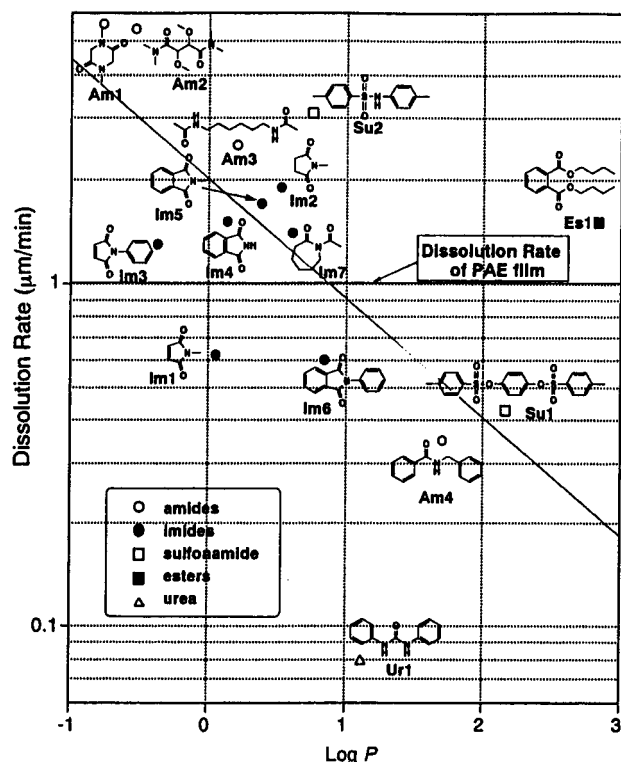 Am1
Am2
Su2
Am3
Im2
Im5
Es1
Im3
Im4
Im7
Dissolution Rate
of PAE film
1
Im1
Im6
Su1
Am4
amides
imides
sulfoaamide
esters
urea
0.1
Ur1
-1
0
1
2
3
Log P
Dissolution Rate (μm/min)